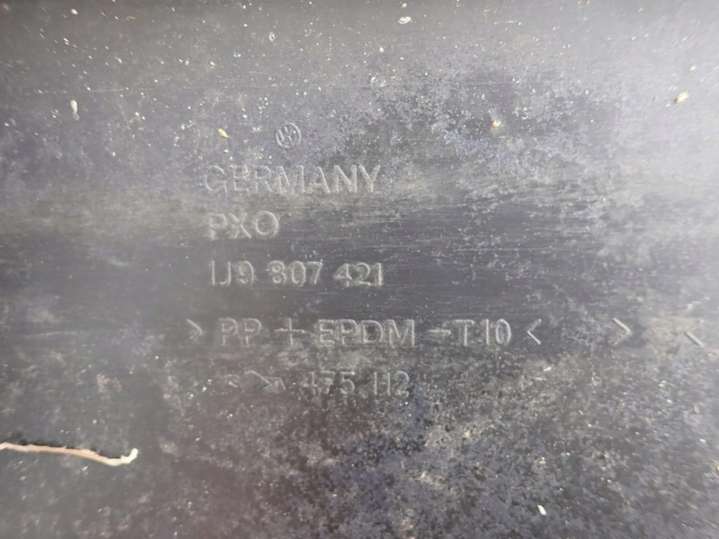 GERMANY
PXO
1J9 807 421
> PP + EPDM - T10 < > <
475.112